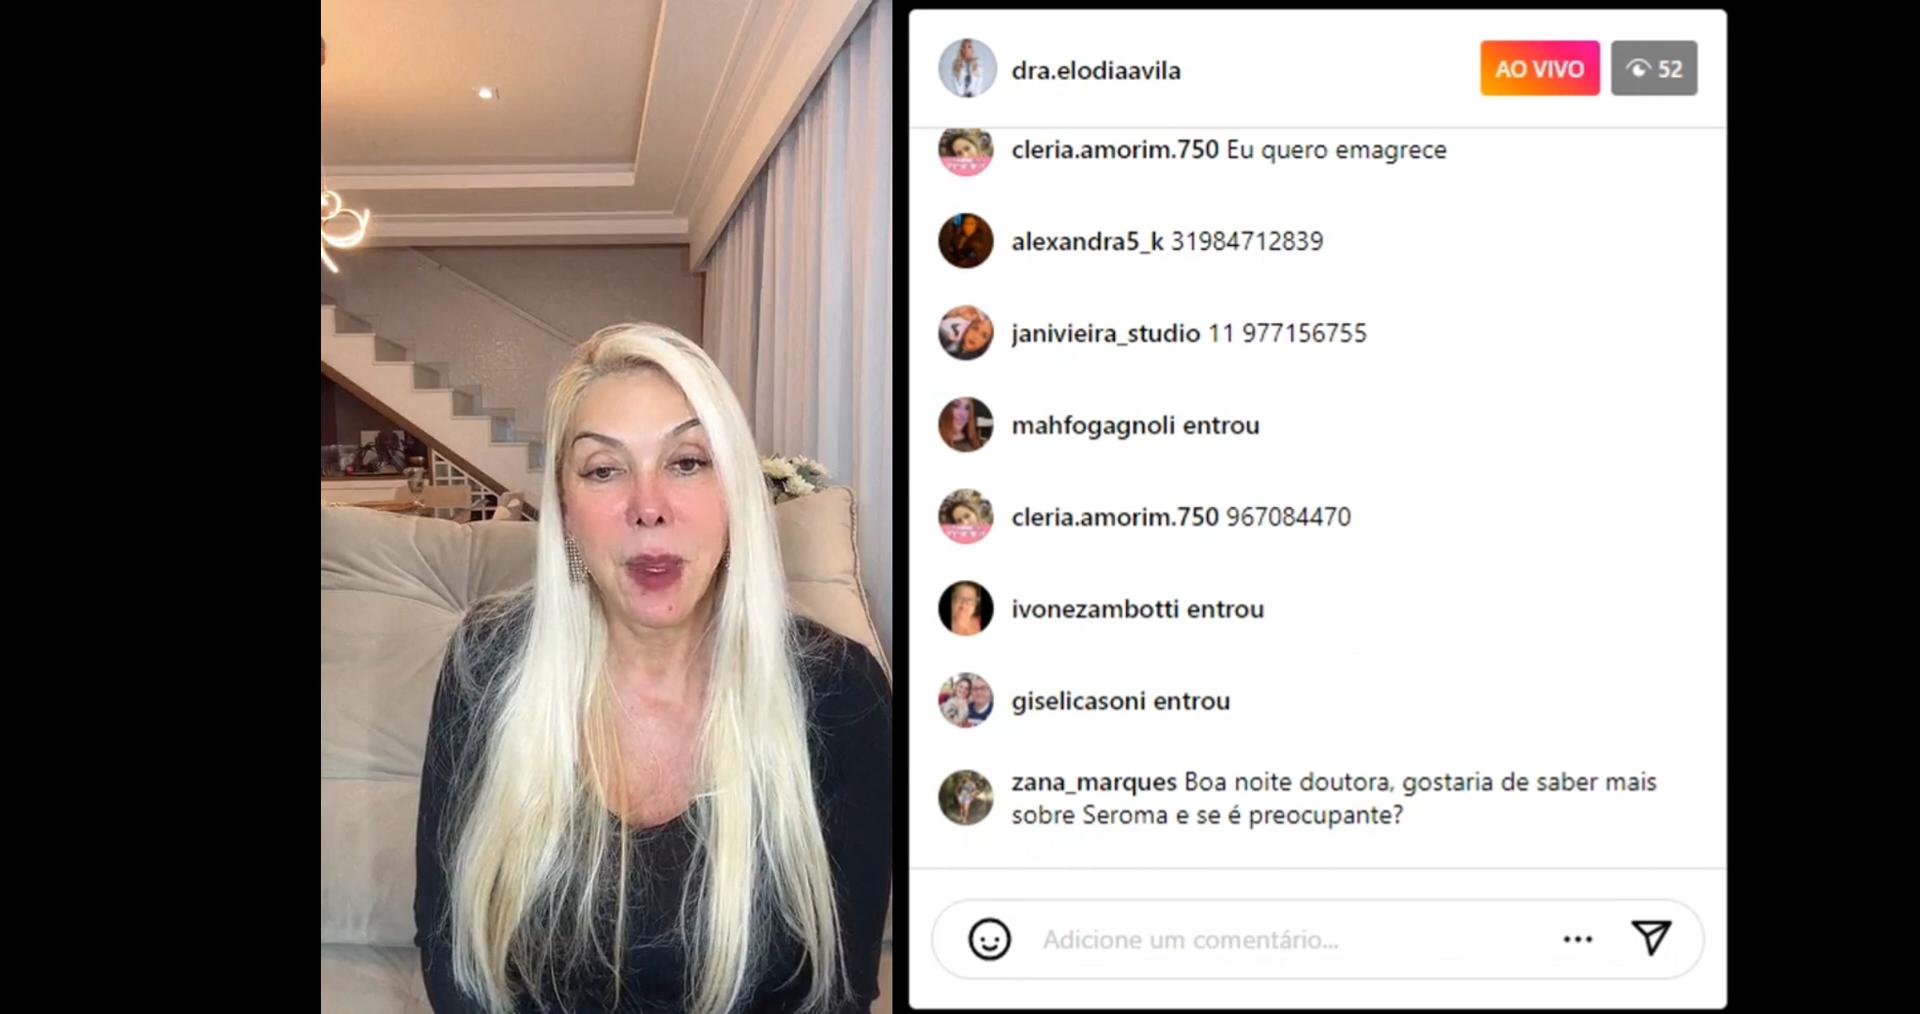 dra.elodiaavila
AO VIVO
52
cleria.amorim.750 Eu quero emagrece
alexandra5_k 31984712839
janivieira_studio 11 977156755
mahfogagnoli entrou
cleria.amorim.750 967084470
ivonezambotti entrou
giselicasoni entrou
zana_marques Boa noite doutora, gostaria de saber mais
sobre Seroma e se é preocupante?
Adicione um comentário...